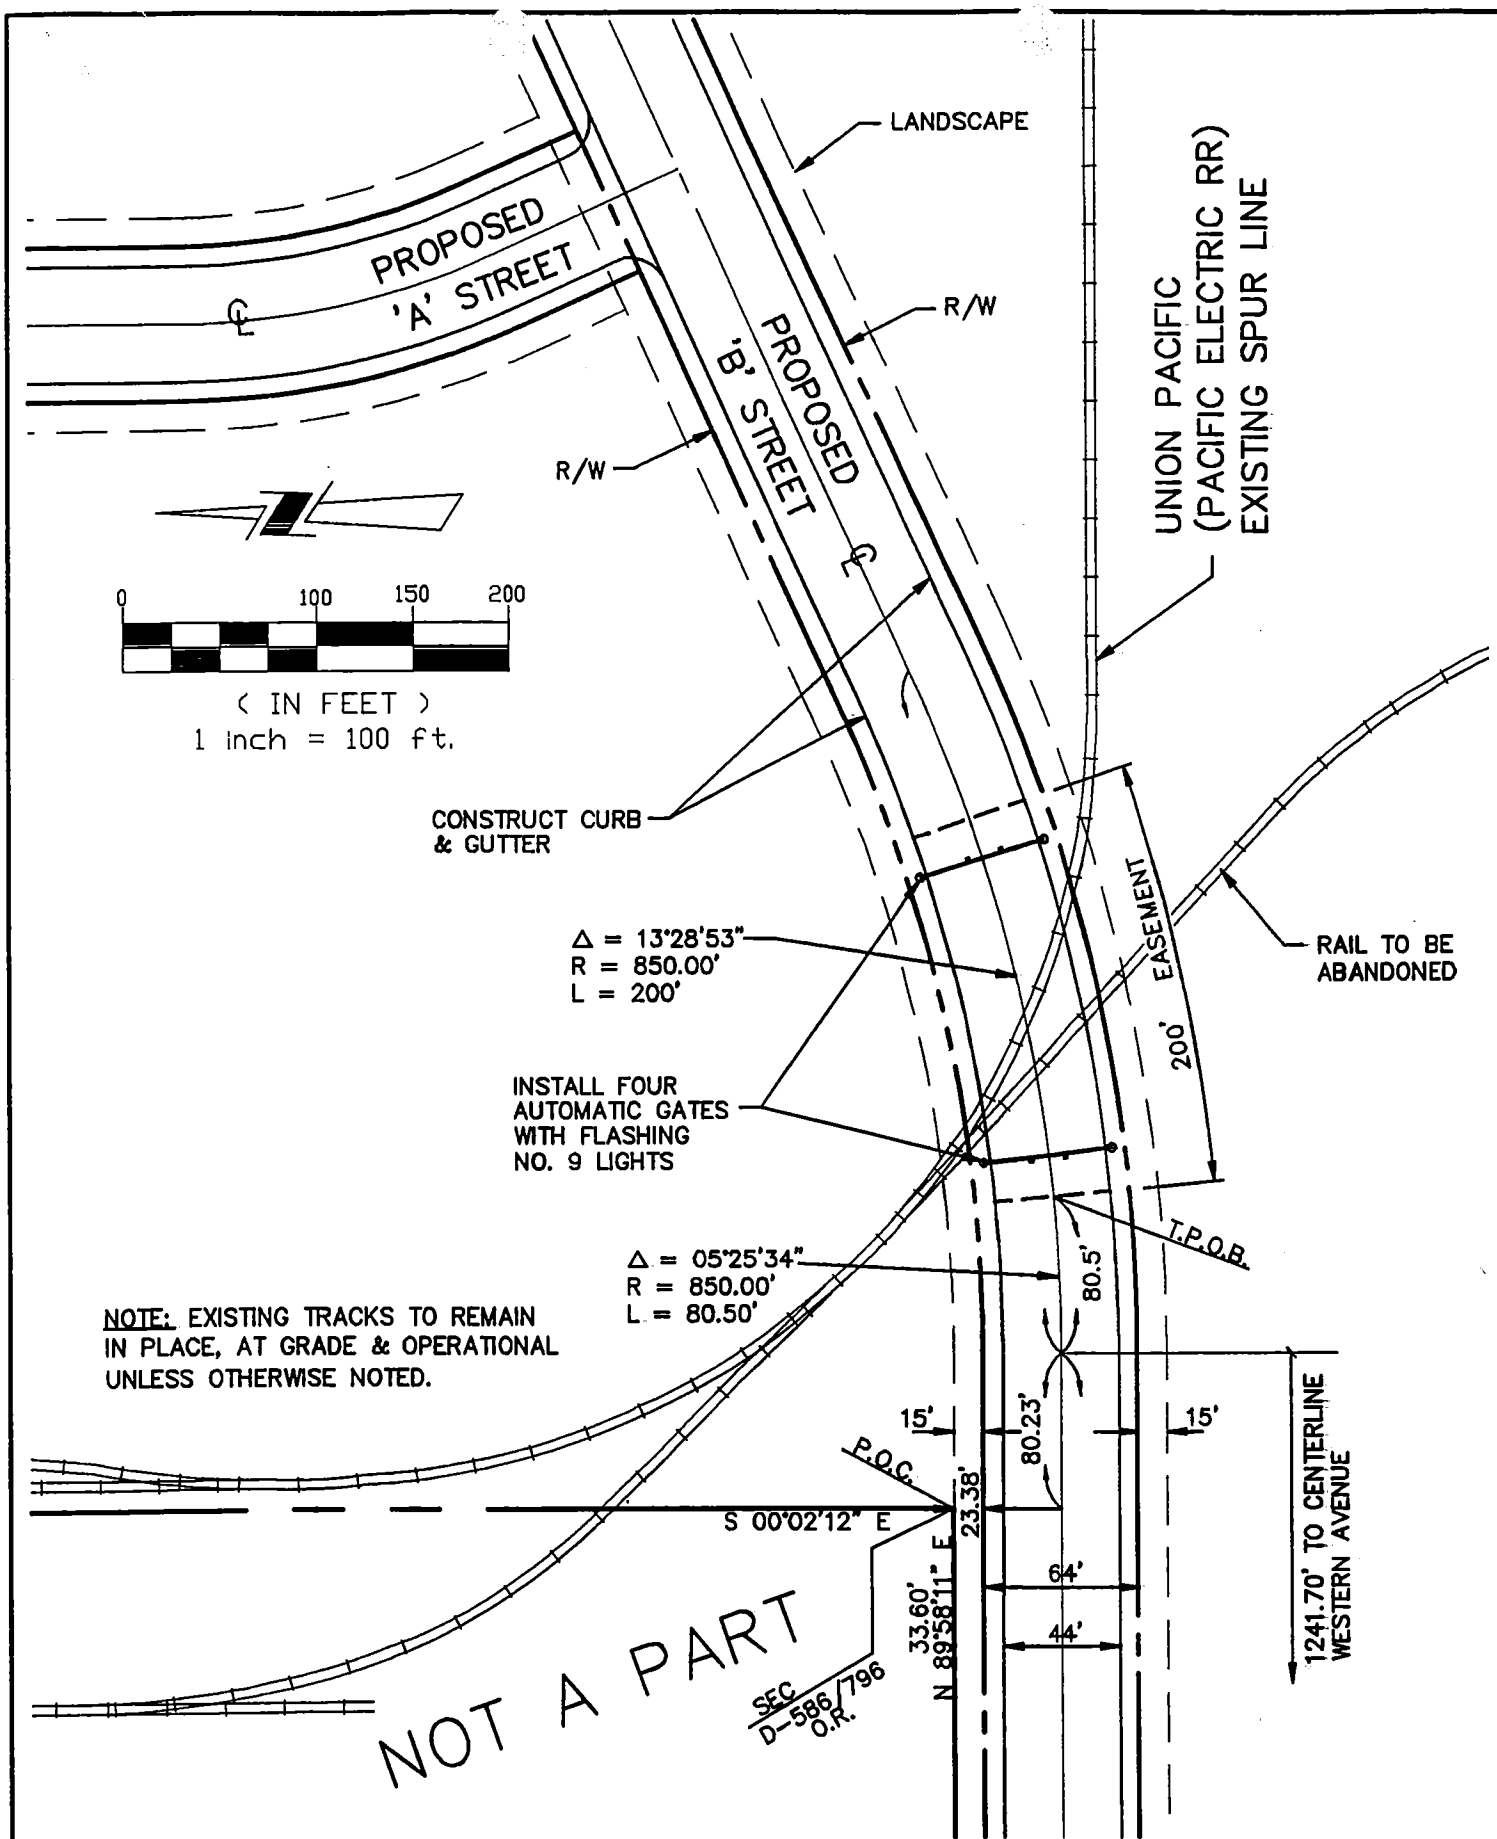 LANDSCAPE
UNION PACIFIC
(PACIFIC ELECTRIC RR)
EXISTING SPUR LINE
PROPOSED
'A' STREET
CL
R/W
PROPOSED
'B' STREET
CL
R/W
0 100 150 200
( IN FEET )
1 inch = 100 ft.
CONSTRUCT CURB
& GUTTER
EASEMENT
200'
Δ = 13°28'53"
R = 850.00'
L = 200'
RAIL TO BE
ABANDONED
INSTALL FOUR
AUTOMATIC GATES
WITH FLASHING
NO. 9 LIGHTS
T.P.O.B.
80.5'
Δ = 05°25'34"
R = 850.00'
L = 80.50'
NOTE: EXISTING TRACKS TO REMAIN
IN PLACE, AT GRADE & OPERATIONAL
UNLESS OTHERWISE NOTED.
15'
80.23'
15'
1241.70' TO CENTERLINE
WESTERN AVENUE
P.O.C.
23.38'
S 00°02'12" E
33.60'
N 89°58'11" E
64'
44'
SEC
D-586/796
O.R.
NOT A PART